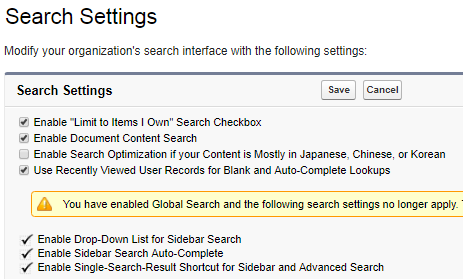 Search Settings
Modify your organization's search interface with the following settings:
Search Settings
Save
Cancel
Enable "Limit to Items I Own" Search Checkbox
Enable Document Content Search
Enable Search Optimization if your Content is Mostly in Japanese, Chinese, or Korean
Use Recently Viewed User Records for Blank and Auto-Complete Lookups
You have enabled Global Search and the following search settings no longer apply.
Enable Drop-Down List for Sidebar Search
Enable Sidebar Search Auto-Complete
Enable Single-Search-Result Shortcut for Sidebar and Advanced Search